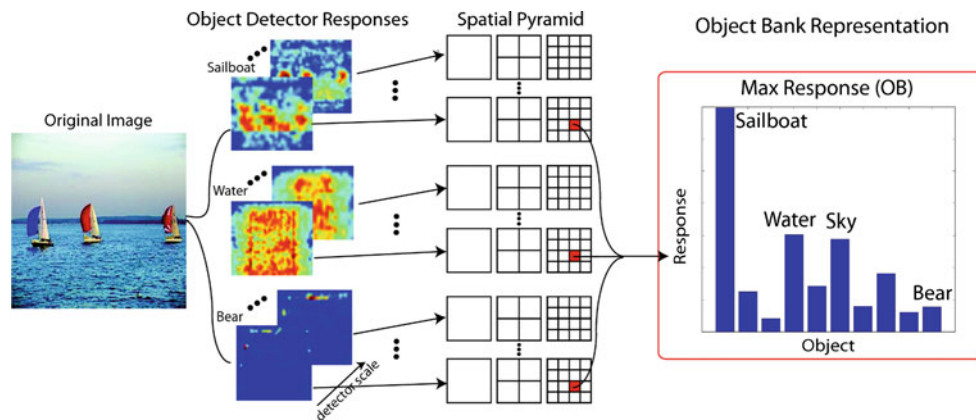 Object Detector Responses
Spatial Pyramid
Object Bank Representation
Sailboat
Max Response (OB)
Original Image
Sailboat
Water
Water
Sky
Response
Bear
Bear
detector scale
Object